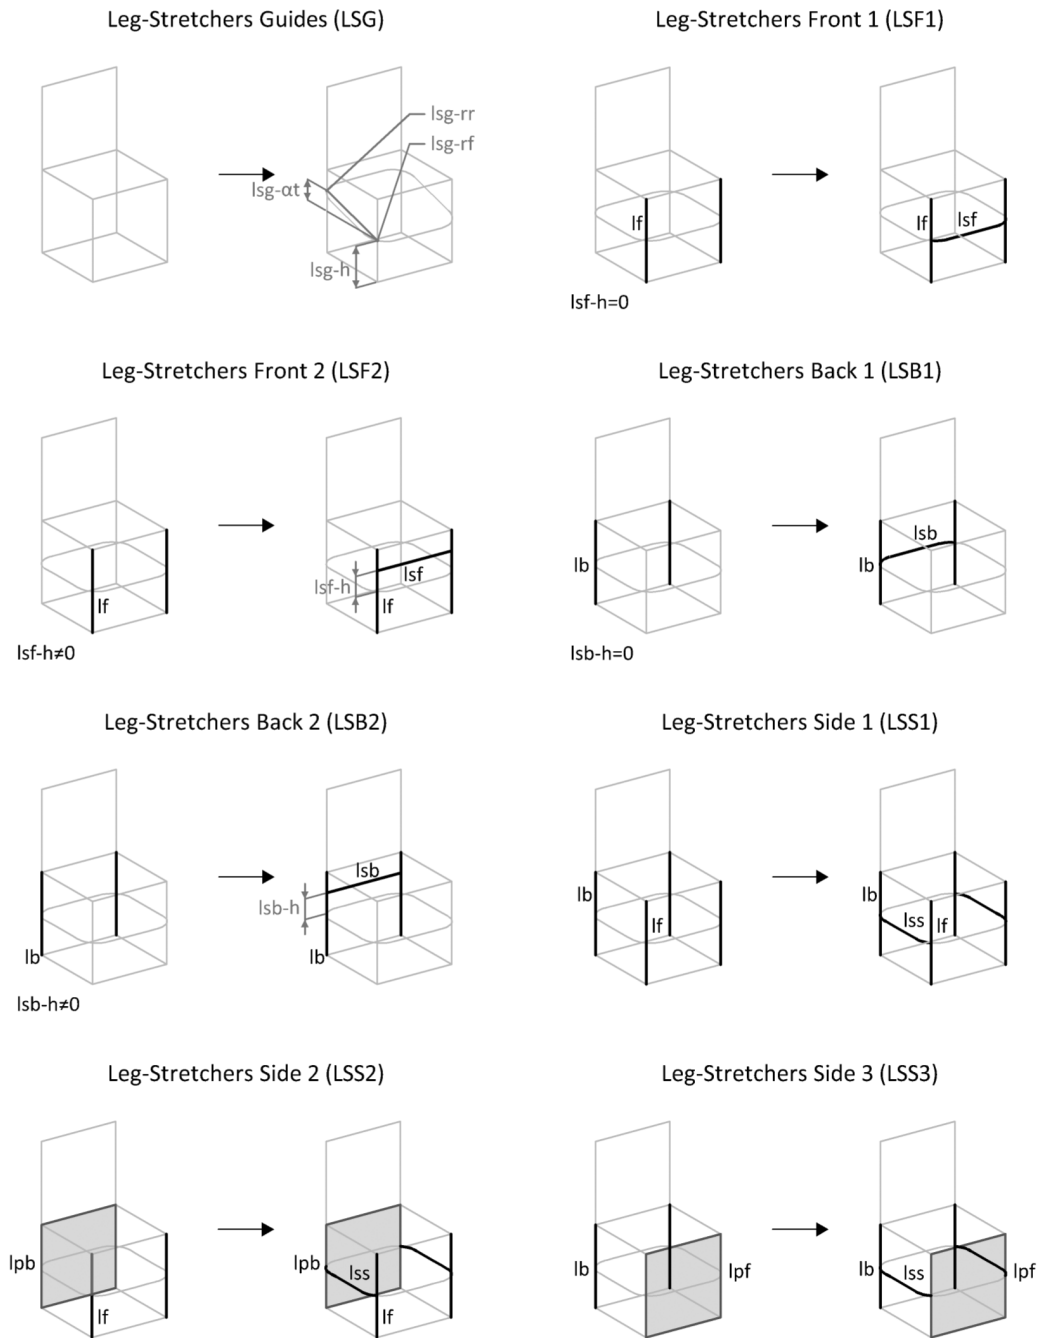 Leg-Stretchers Guides (LSG)
lsg-rr
lsg-rf
lsg-αt
lsg-h
Leg-Stretchers Front 1 (LSF1)
lf
lf
lsf
lsf-h=0
Leg-Stretchers Front 2 (LSF2)
lf
lsf-h
lsf
lf
lsf-h≠0
Leg-Stretchers Back 1 (LSB1)
lb
lsb
lb
lsb-h=0
Leg-Stretchers Back 2 (LSB2)
lb
lsb
lsb-h
lb
lsb-h≠0
Leg-Stretchers Side 1 (LSS1)
lb
lf
lb
lss
lf
Leg-Stretchers Side 2 (LSS2)
lpb
lf
lpb
lss
lf
Leg-Stretchers Side 3 (LSS3)
lb
lpf
lb
lss
lpf